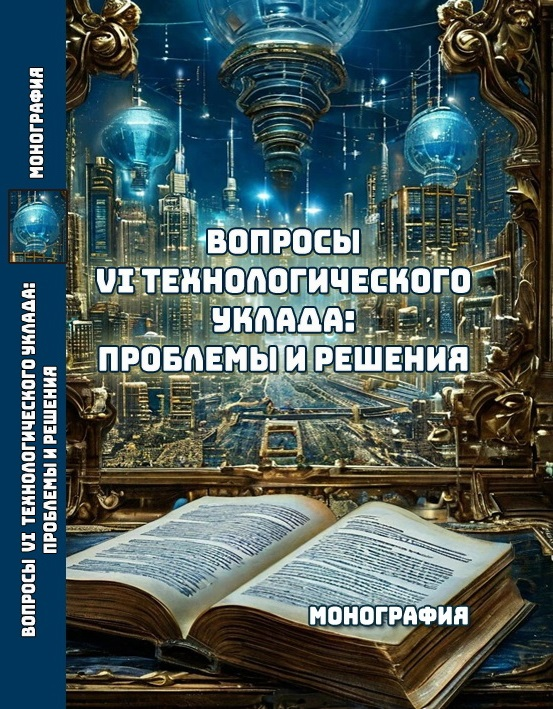 МОНОГРАФИЯ
ВОПРОСЫ VI ТЕХНОЛОГИЧЕСКОГО УКЛАДА:
ПРОБЛЕМЫ И РЕШЕНИЯ
ВОПРОСЫ
VI ТЕХНОЛОГИЧЕСКОГО
УКЛАДА:
ПРОБЛЕМЫ И РЕШЕНИЯ
МОНОГРАФИЯ